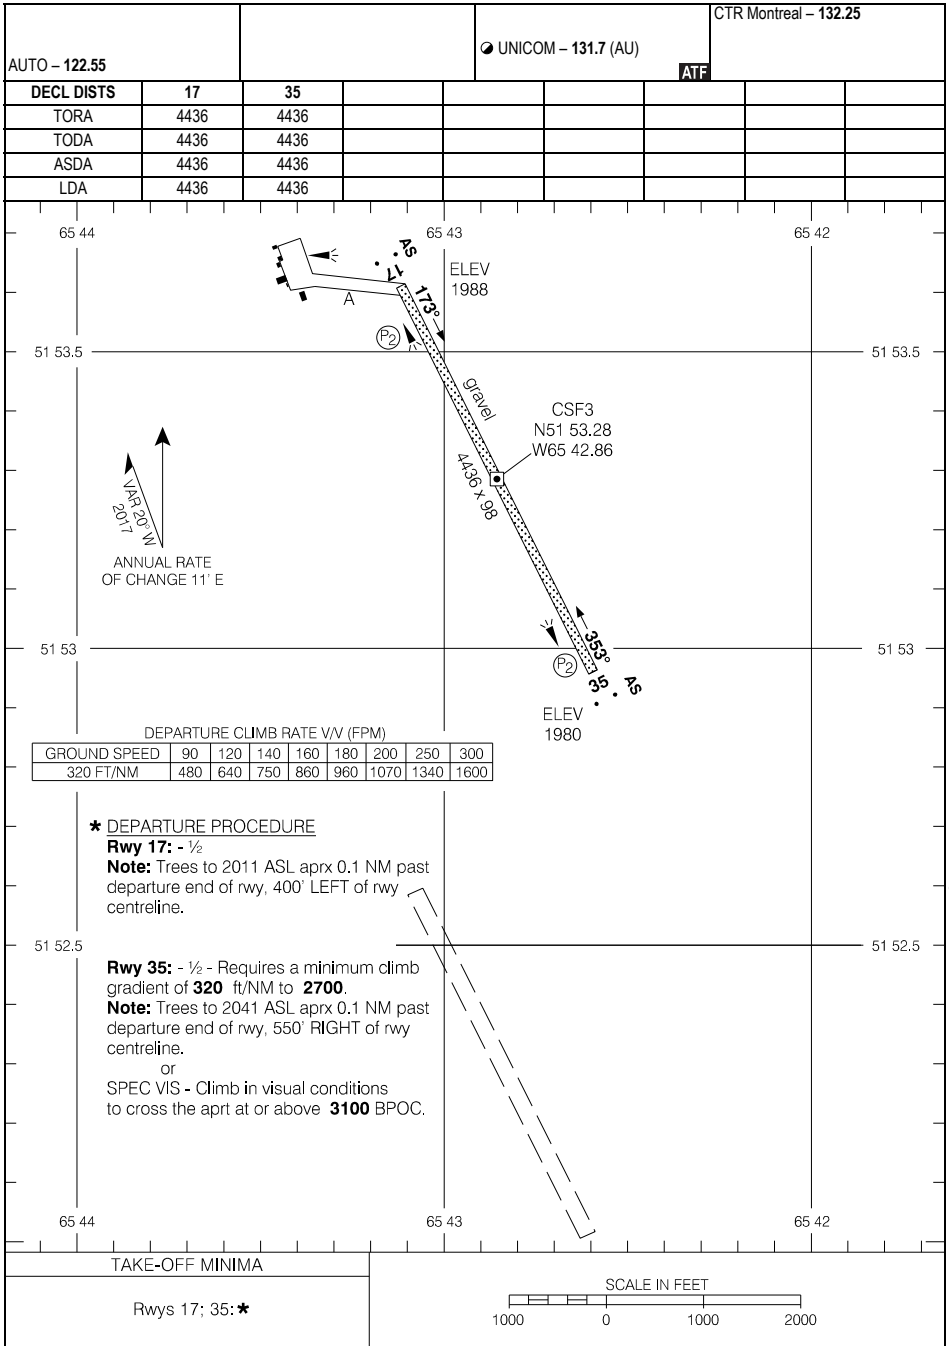 CTR Montreal – 132.25
UNICOM – 131.7 (AU)
AUTO – 122.55
ATF
DECL DISTS 17 35
TORA 4436 4436
TODA 4436 4436
ASDA 4436 4436
LDA 4436 4436
65 44 65 43 65 42
AS
17
ELEV
1988
173°
A
P2
51 53.5 51 53.5
gravel
CSF3
N51 53.28
W65 42.86
4436 x 98
VAR 20° W
2017
ANNUAL RATE
OF CHANGE 11' E
51 53 51 53
353°
P2
35
AS
ELEV
1980
DEPARTURE CLIMB RATE V/V (FPM)
GROUND SPEED 90 120 140 160 180 200 250 300
320 FT/NM 480 640 750 860 960 1070 1340 1600
* DEPARTURE PROCEDURE
Rwy 17: - ½
Note: Trees to 2011 ASL aprx 0.1 NM past
departure end of rwy, 400' LEFT of rwy
centreline.
51 52.5 51 52.5
Rwy 35: - ½ - Requires a minimum climb
gradient of 320 ft/NM to 2700.
Note: Trees to 2041 ASL aprx 0.1 NM past
departure end of rwy, 550' RIGHT of rwy
centreline.
or
SPEC VIS - Climb in visual conditions
to cross the aprt at or above 3100 BPOC.
65 44 65 43 65 42
TAKE-OFF MINIMA
Rwys 17; 35: *
SCALE IN FEET
1000 0 1000 2000